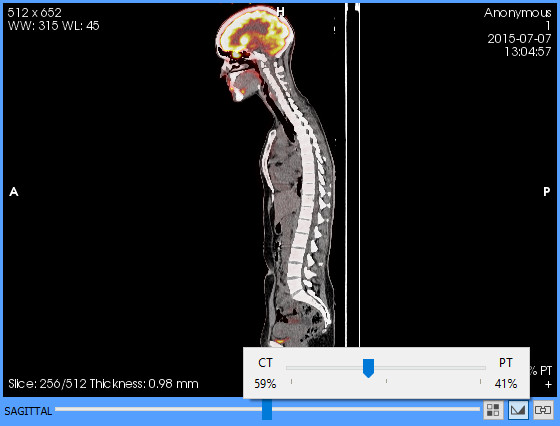 512 x 652
WW: 315 WL: 45
H
Anonymous
1
2015-07-07
13:04:57
A
P
CT
PT
59%
41%
% PT
+
Slice: 256/512 Thickness: 0.98 mm
SAGITTAL